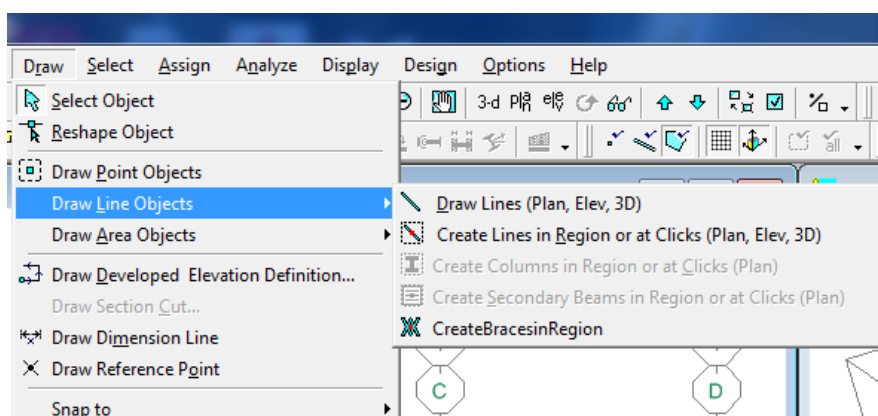 Draw Select Assign Analyze Display Design Options Help
Select Object
3-d
Reshape Object
all
Draw Point Objects
Draw Line Objects
Draw Lines (Plan, Elev, 3D)
Draw Area Objects
Create Lines in Region or at Clicks (Plan, Elev, 3D)
Create Columns in Region or at Clicks (Plan)
Draw Developed Elevation Definition...
Create Secondary Beams in Region or at Clicks (Plan)
Draw Section Cut...
CreateBracesinRegion
Draw Dimension Line
Draw Reference Point
C
D
Snap to